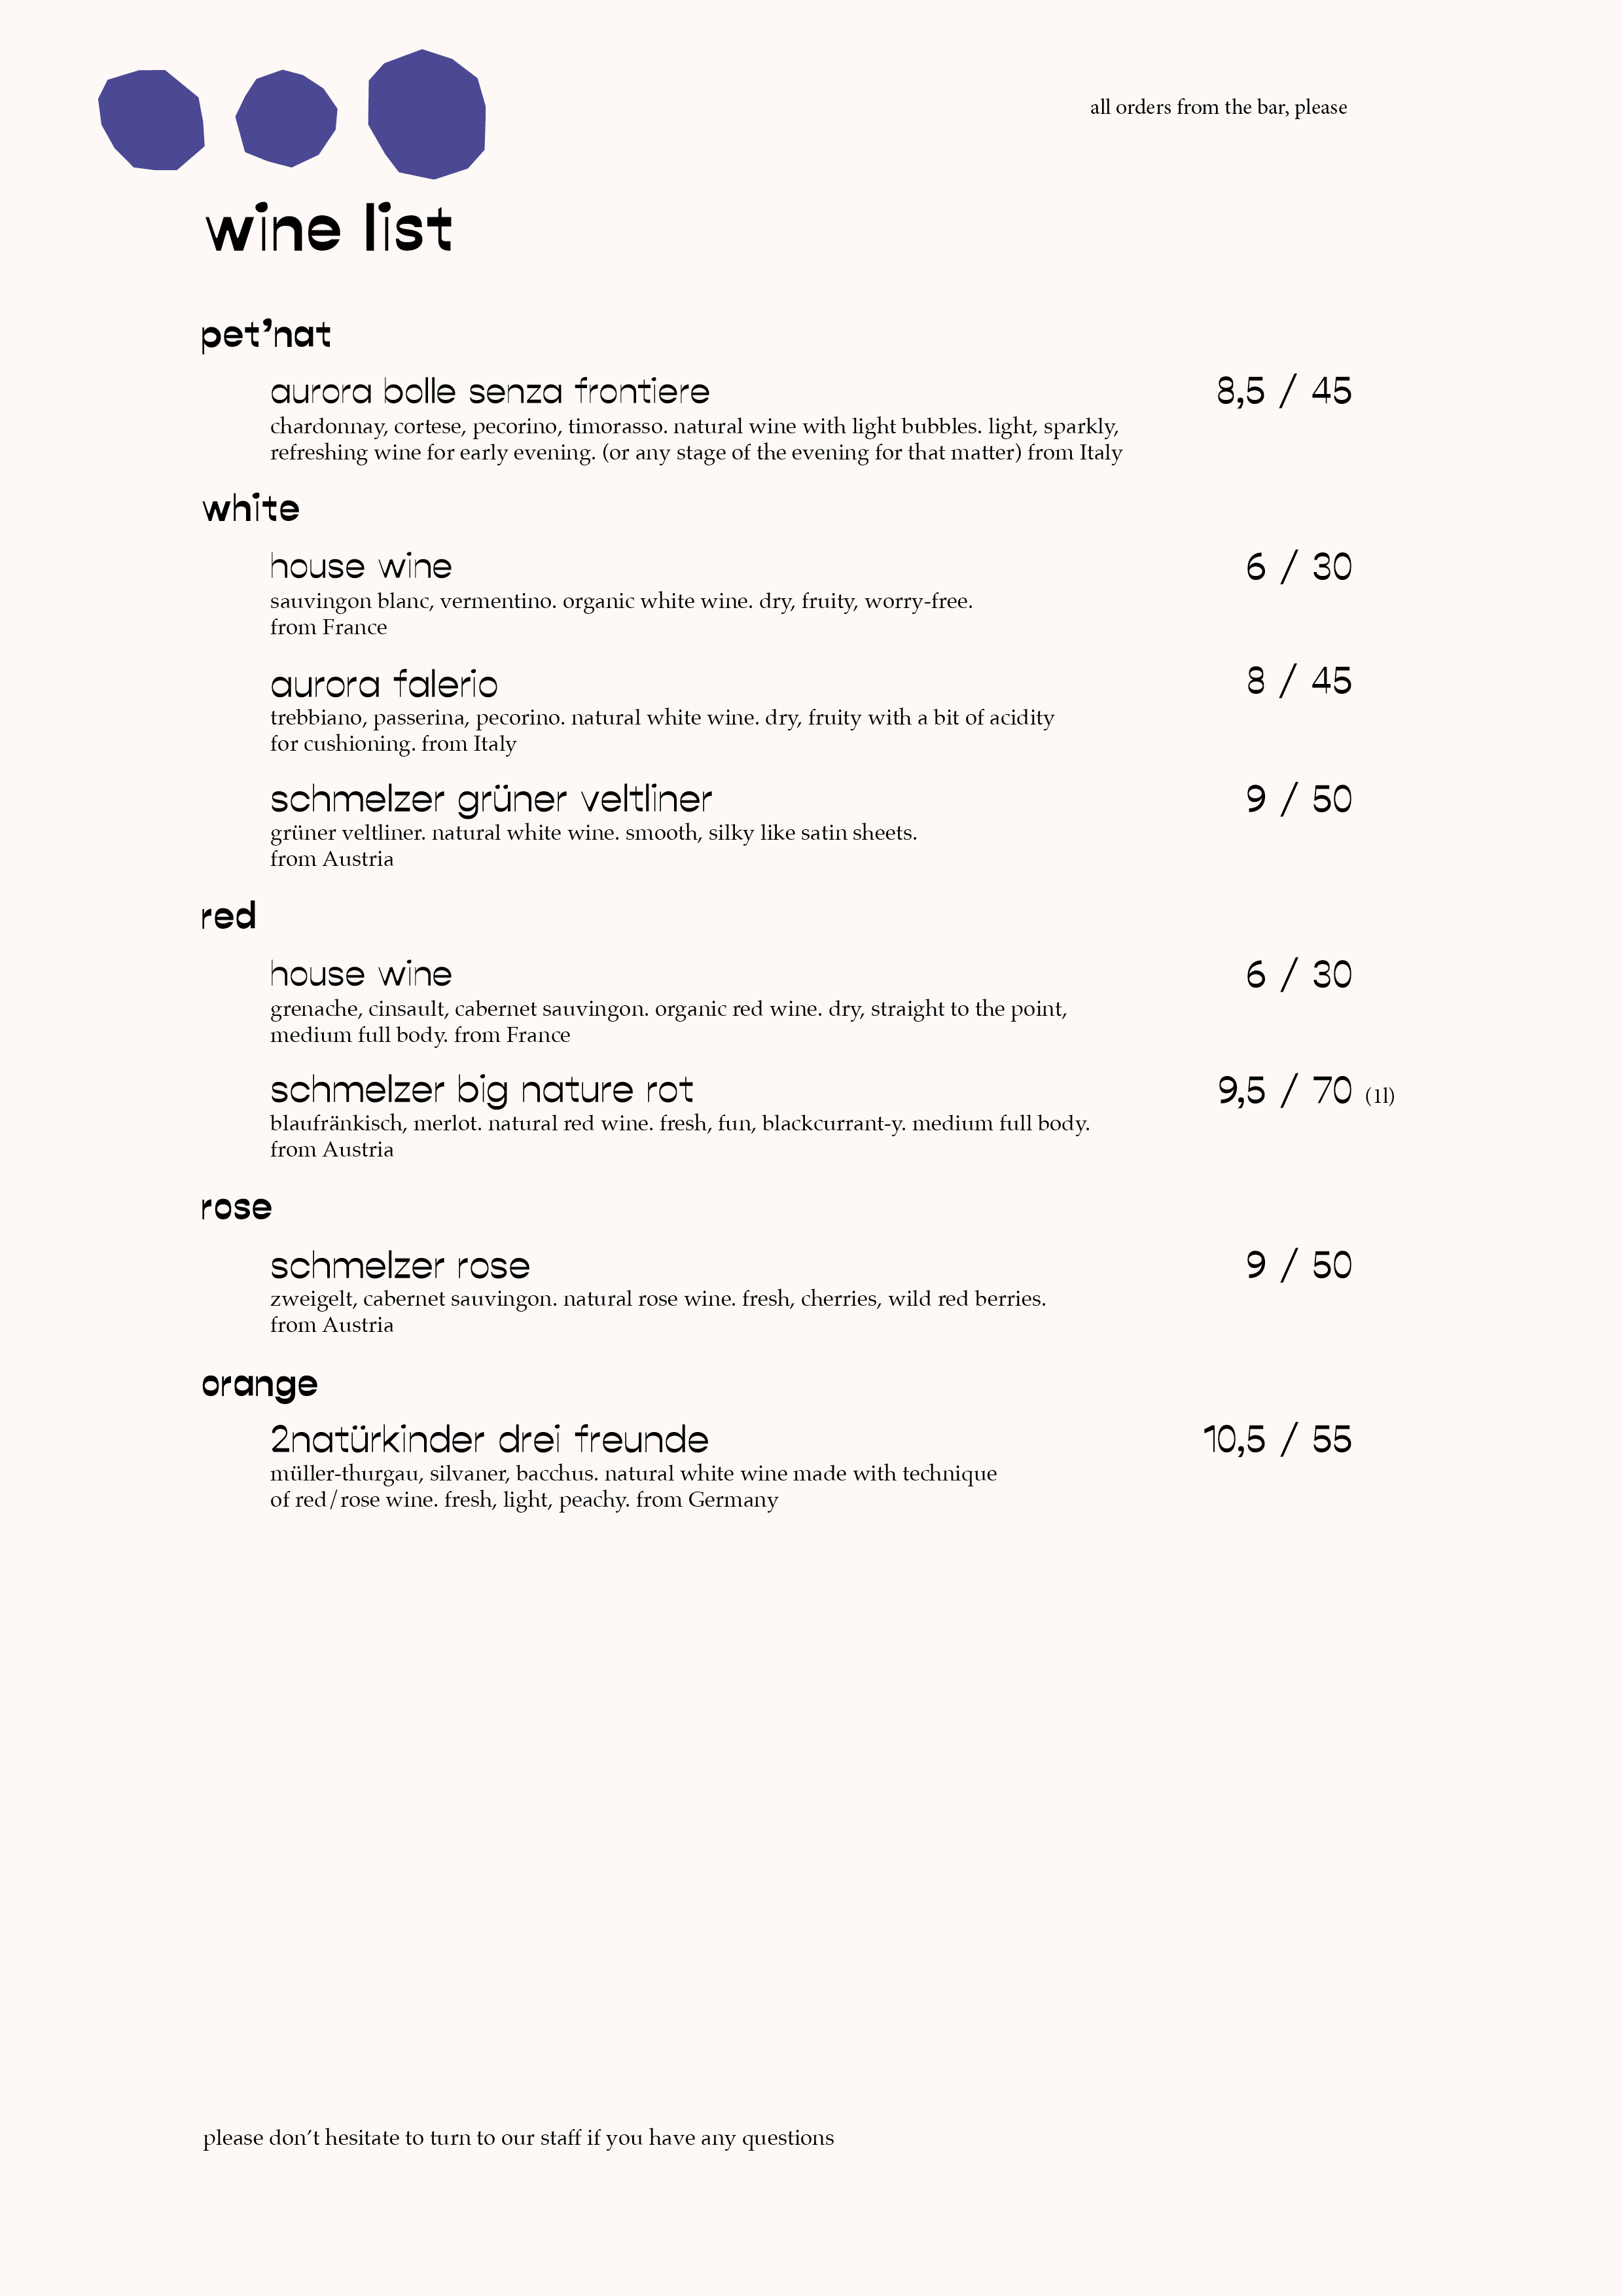 all orders from the bar, please
wine list
pet’nat
aurora bolle senza frontiere 8,5 / 45
chardonnay, cortese, pecorino, timorasso. natural wine with light bubbles. light, sparkly,
refreshing wine for early evening. (or any stage of the evening for that matter) from Italy
white
house wine 6 / 30
sauvingon blanc, vermentino. organic white wine. dry, fruity, worry-free.
from France
aurora falerio 8 / 45
trebbiano, passerina, pecorino. natural white wine. dry, fruity with a bit of acidity
for cushioning. from Italy
schmelzer grüner veltliner 9 / 50
grüner veltliner. natural white wine. smooth, silky like satin sheets.
from Austria
red
house wine 6 / 30
grenache, cinsault, cabernet sauvingon. organic red wine. dry, straight to the point,
medium full body. from France
schmelzer big nature rot 9,5 / 70 (1l)
blaufränkisch, merlot. natural red wine. fresh, fun, blackcurrant-y. medium full body.
from Austria
rose
schmelzer rose 9 / 50
zweigelt, cabernet sauvingon. natural rose wine. fresh, cherries, wild red berries.
from Austria
orange
2natürkinder drei freunde 10,5 / 55
müller-thurgau, silvaner, bacchus. natural white wine made with technique
of red/rose wine. fresh, light, peachy. from Germany
please don’t hesitate to turn to our staff if you have any questions